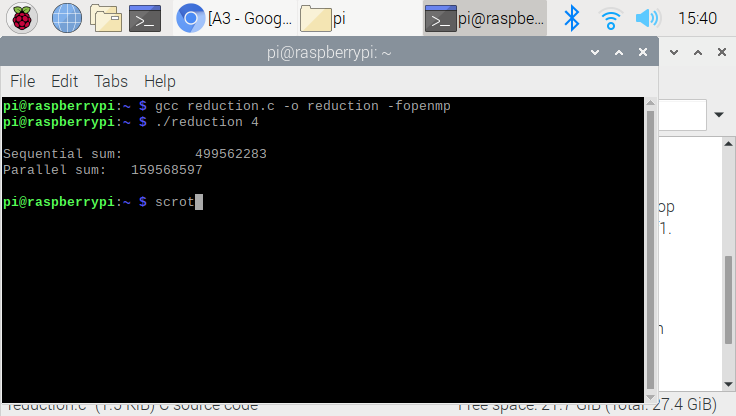 [A3 - Goog...
pi
pi@raspbe...
15:40
pi@raspberrypi: ~
File Edit Tabs Help
pi@raspberrypi:~ $ gcc reduction.c -o reduction -fopenmp
pi@raspberrypi:~ $ ./reduction 4
Sequential sum: 499562283
Parallel sum: 159568597
pi@raspberrypi:~ $ scrot
op
1.
n
reduction.c" (1.5 KiB) C source code
Free space: 21.7 GiB (Total: 27.4 GiB)